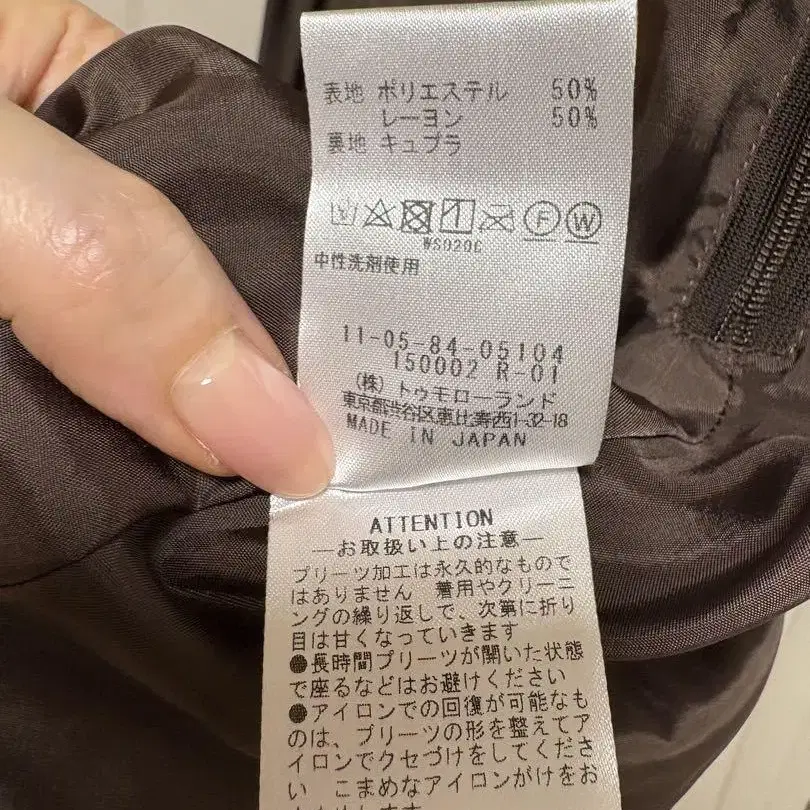 表地 ポリエステル 50%
レーヨン 50%
裏地 キュプラ
F W
WS020C
中性洗剤使用
11-05-84-05104
150002 R-01
(株)トゥモローランド
東京都渋谷区恵比寿西1-32-18
MADE IN JAPAN
ATTENTION
―お取扱い上の注意―
プリーツ加工は永久的なもので
はありません 着用やクリーニ
ングの繰り返しで、次第に折り
目は甘くなっていきます
●長時間プリーツが開いた状態
で座るなどはお避けください
●アイロンでの回復が可能なも
のは、プリーツの形を整えてア
イロンでクセづけをしてくださ
い こまめなアイロンがけをお